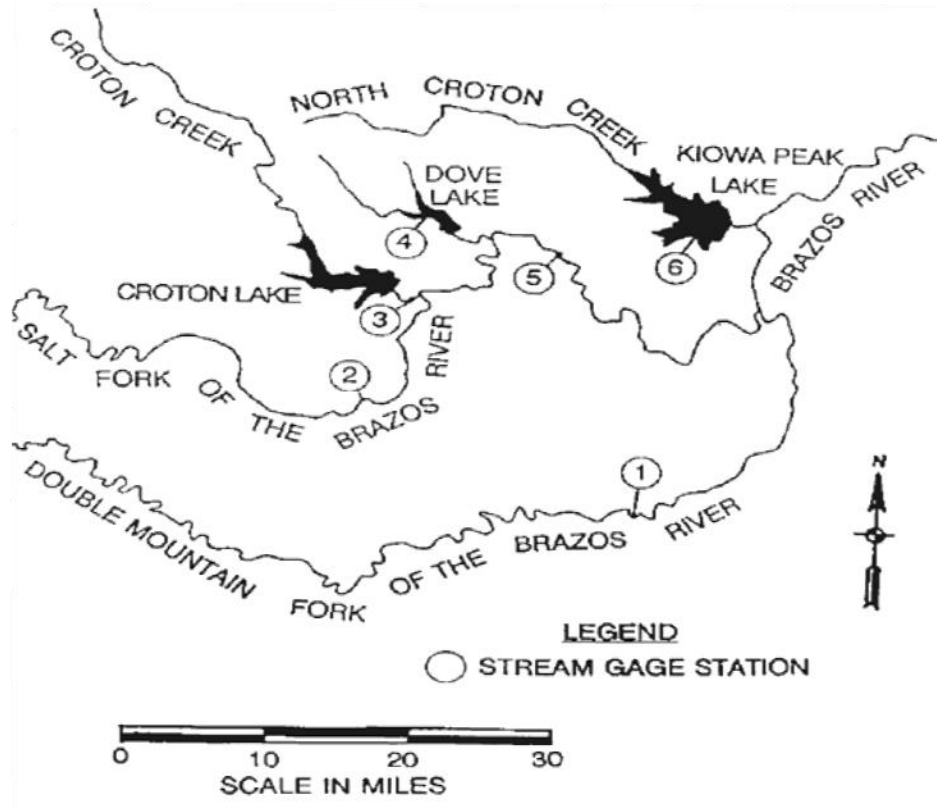 CROTON CREEK
NORTH CROTON CREEK
KIOWA PEAK
LAKE
DOVE
LAKE
4
5
6
BRAZOS RIVER
CROTON LAKE
3
SALT FORK OF THE BRAZOS RIVER
2
1
DOUBLE MOUNTAIN FORK OF THE BRAZOS RIVER
N
LEGEND
STREAM GAGE STATION
0 10 20 30
SCALE IN MILES